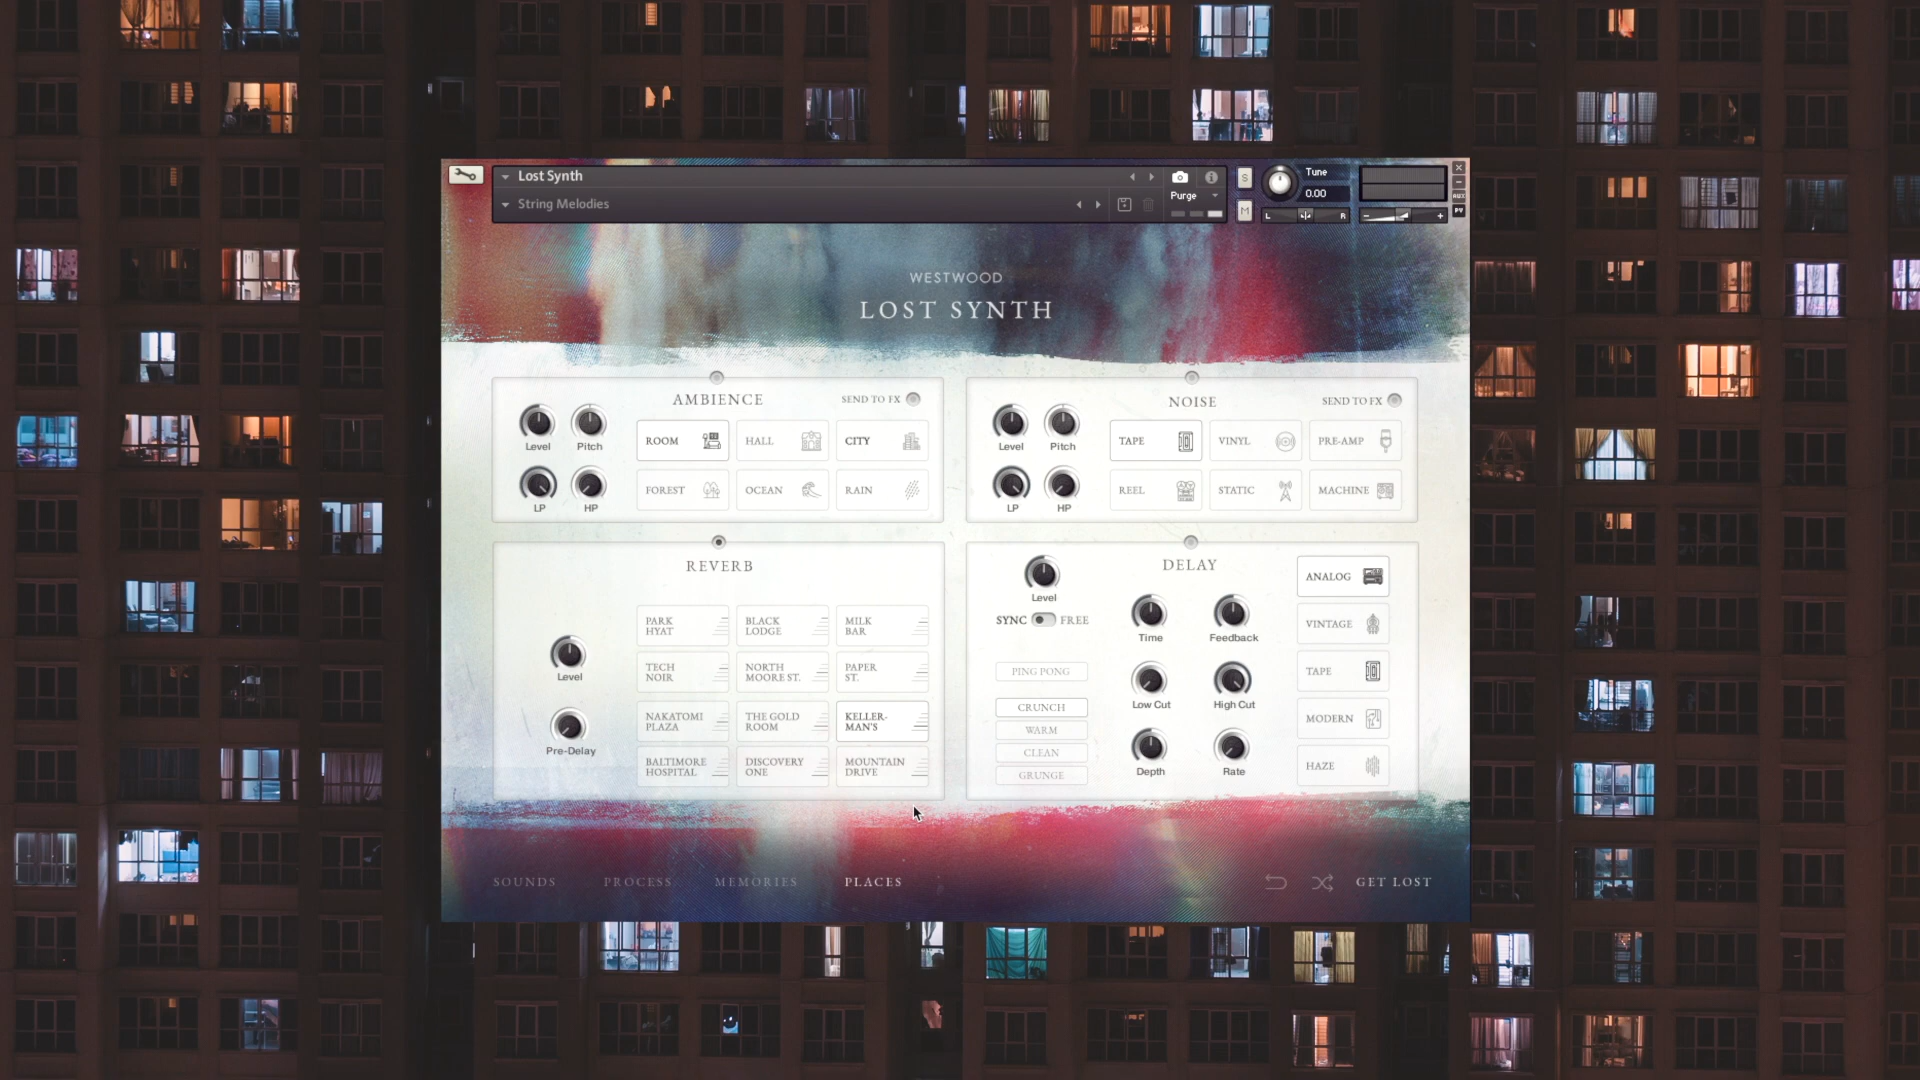 Lost Synth
String Melodies
Purge
S
M
Tune
0.00
L
R
AUX
PV
WESTWOOD
LOST SYNTH
AMBIENCE
SEND TO FX
Level
Pitch
LP
HP
ROOM
HALL
CITY
FOREST
OCEAN
RAIN
NOISE
SEND TO FX
Level
Pitch
LP
HP
TAPE
VINYL
PRE-AMP
REEL
STATIC
MACHINE
REVERB
Level
Pre-Delay
PARK
HYAT
BLACK
LODGE
MILK
BAR
TECH
NOIR
NORTH
MOORE ST.
PAPER
ST.
NAKATOMI
PLAZA
THE GOLD
ROOM
KELLER-
MAN'S
BALTIMORE
HOSPITAL
DISCOVERY
ONE
MOUNTAIN
DRIVE
DELAY
Level
SYNC
FREE
PING PONG
CRUNCH
WARM
CLEAN
GRUNGE
Time
Feedback
Low Cut
High Cut
Depth
Rate
ANALOG
VINTAGE
TAPE
MODERN
HAZE
SOUNDS
PROCESS
MEMORIES
PLACES
GET LOST